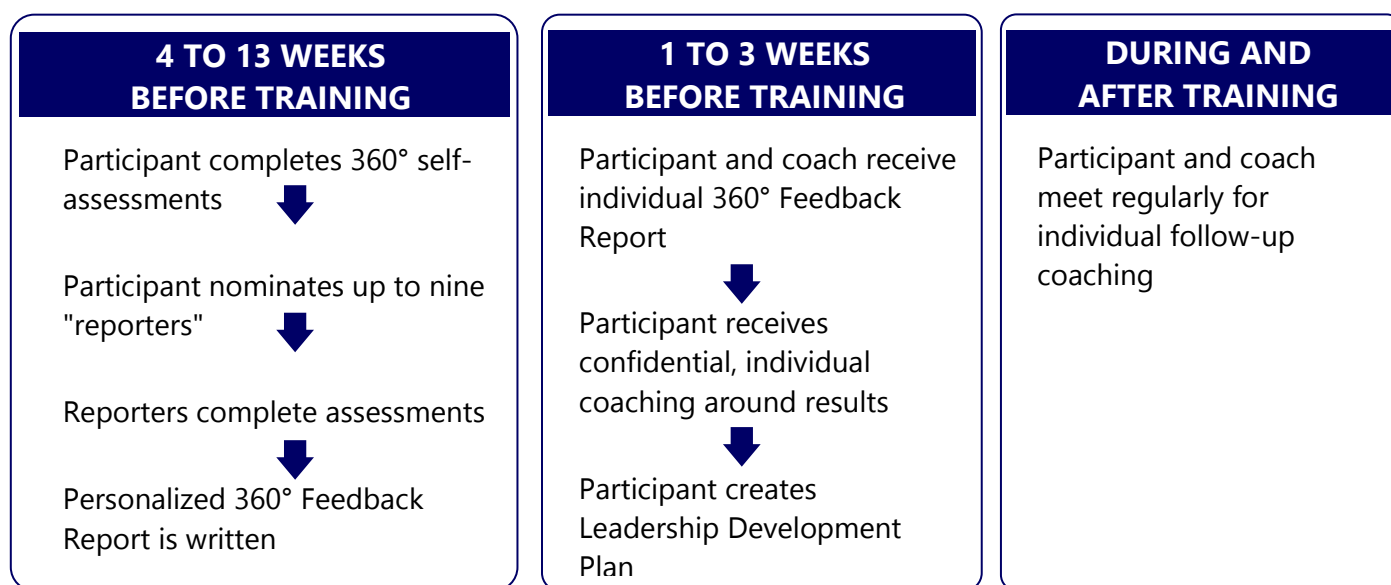 4 TO 13 WEEKS
BEFORE TRAINING
Participant completes 360° self-
assessments
Participant nominates up to nine
"reporters"
Reporters complete assessments
Personalized 360° Feedback
Report is written
1 TO 3 WEEKS
BEFORE TRAINING
Participant and coach receive
individual 360° Feedback
Report
Participant receives
confidential, individual
coaching around results
Participant creates
Leadership Development
Plan
DURING AND
AFTER TRAINING
Participant and coach
meet regularly for
individual follow-up
coaching